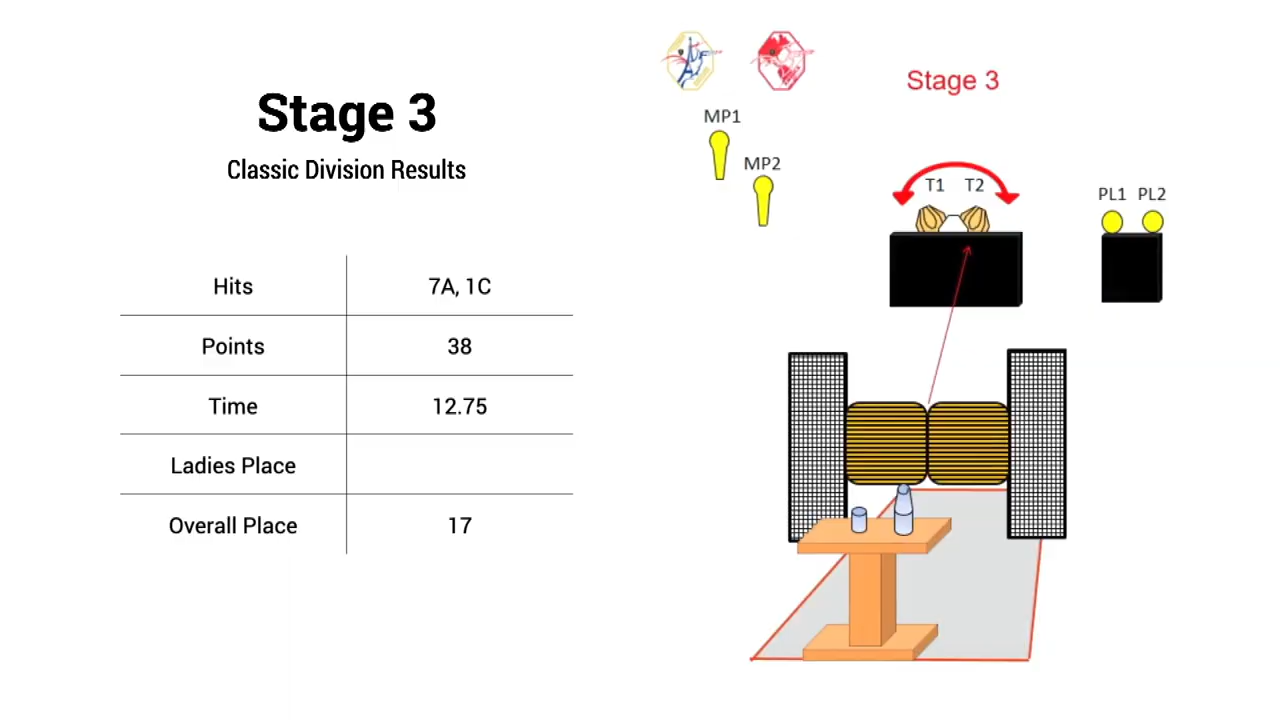 Stage 3
Classic Division Results
Hits 7A, 1C
Points 38
Time 12.75
Ladies Place
Overall Place 17
Stage 3
MP1
MP2
T1 T2
PL1 PL2